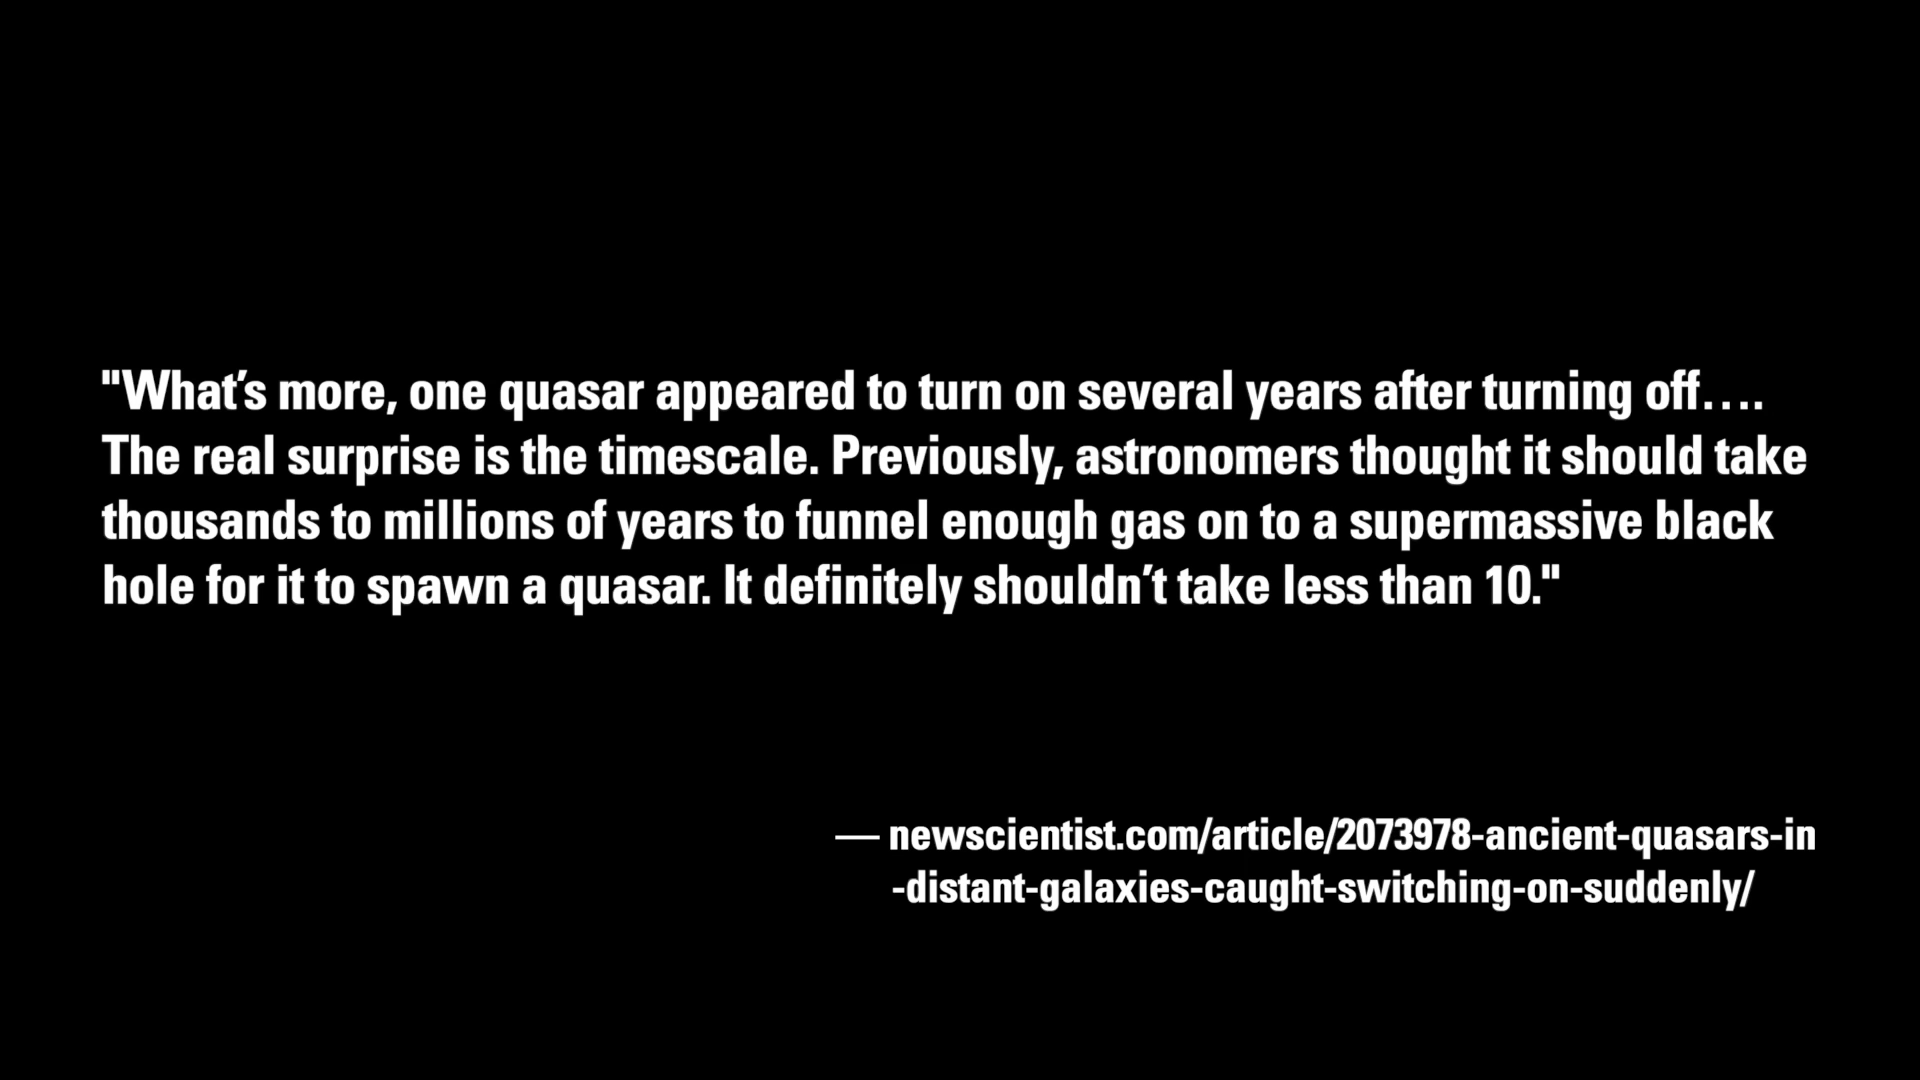 "What’s more, one quasar appeared to turn on several years after turning off….
The real surprise is the timescale. Previously, astronomers thought it should take
thousands to millions of years to funnel enough gas on to a supermassive black
hole for it to spawn a quasar. It definitely shouldn’t take less than 10."
— newscientist.com/article/2073978-ancient-quasars-in
-distant-galaxies-caught-switching-on-suddenly/